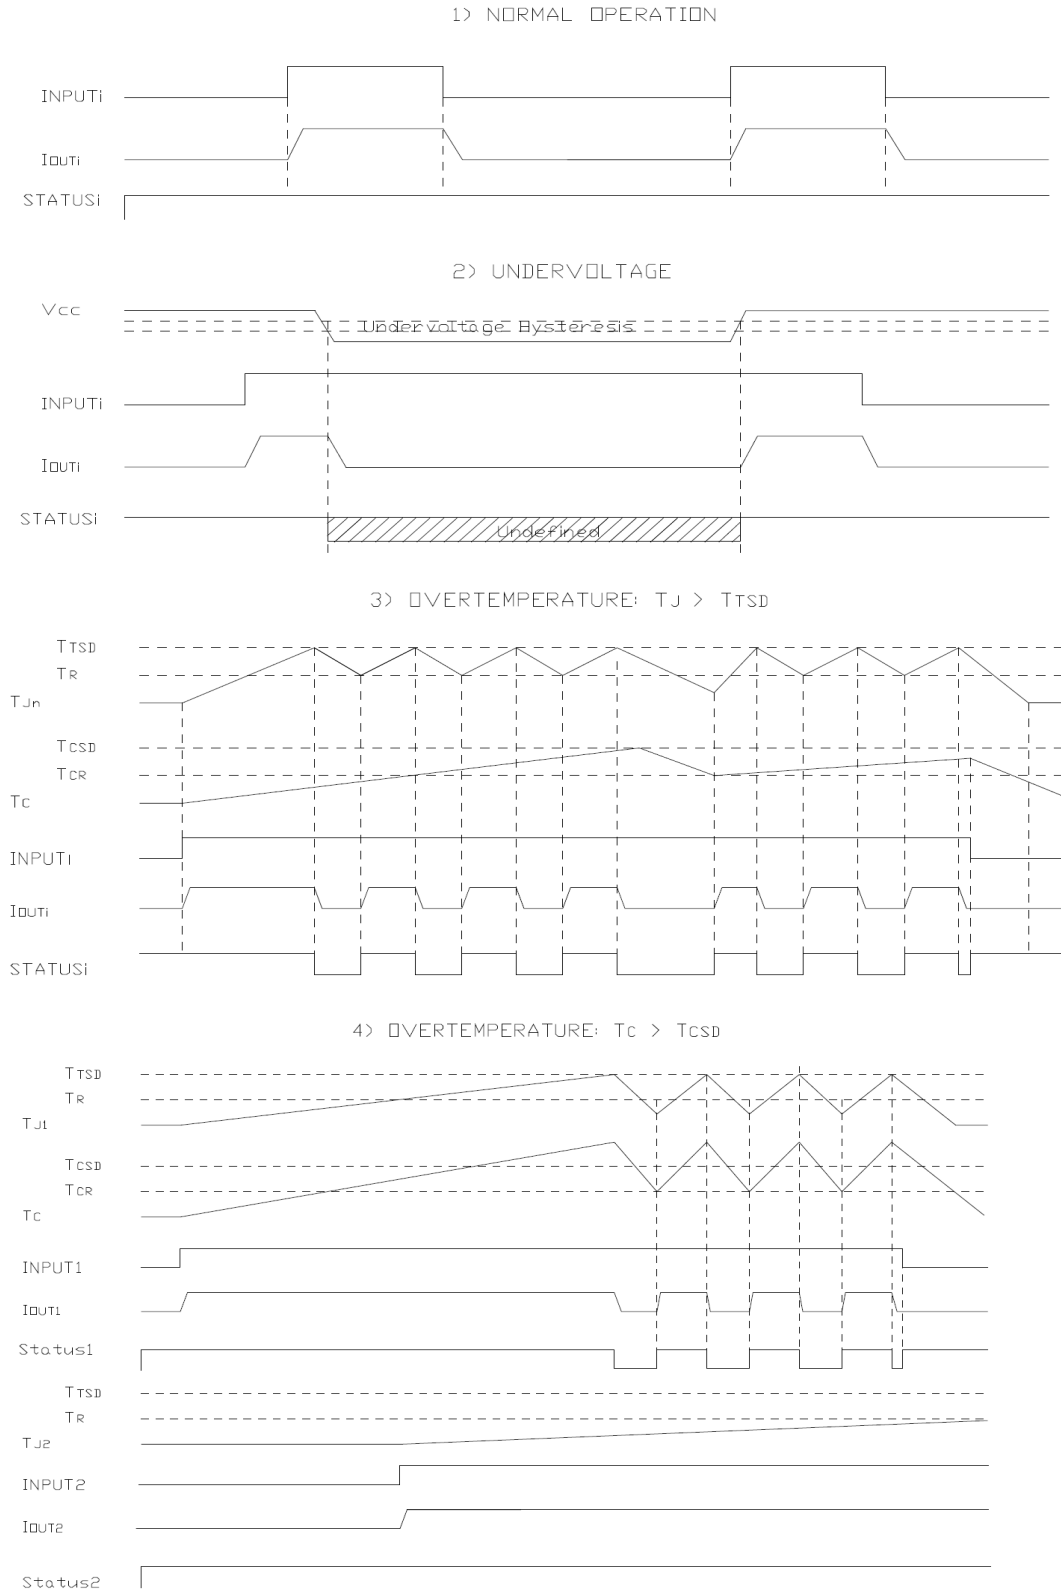 1) NORMAL OPERATION
INPUTi
IOUTi
STATUSi
2) UNDERVOLTAGE
Vcc
Undervoltage Hysteresis
INPUTi
IOUTi
STATUSi
Undefined
3) OVERTEMPERATURE: TJ > TTSD
TTSD
TR
TJn
TCSD
TCR
TC
INPUTi
IOUTi
STATUSi
4) OVERTEMPERATURE: TC > TCSD
TTSD
TR
TJ1
TCSD
TCR
TC
INPUT1
IOUT1
Status1
TTSD
TR
TJ2
INPUT2
IOUT2
Status2